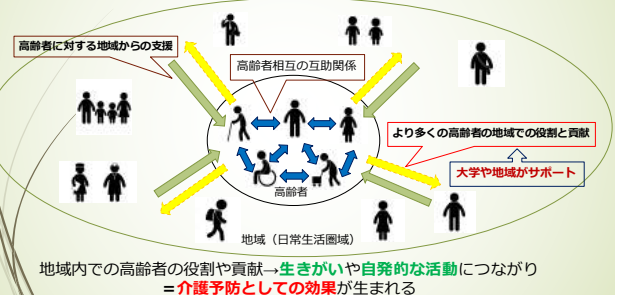 高齢者に対する地域からの支援
高齢者相互の互助関係
より多くの高齢者の地域での役割と貢献
大学や地域がサポート
高齢者
地域（日常生活圏域）
地域内での高齢者の役割や貢献→生きがいや自発的な活動につながり
=介護予防としての効果が生まれる